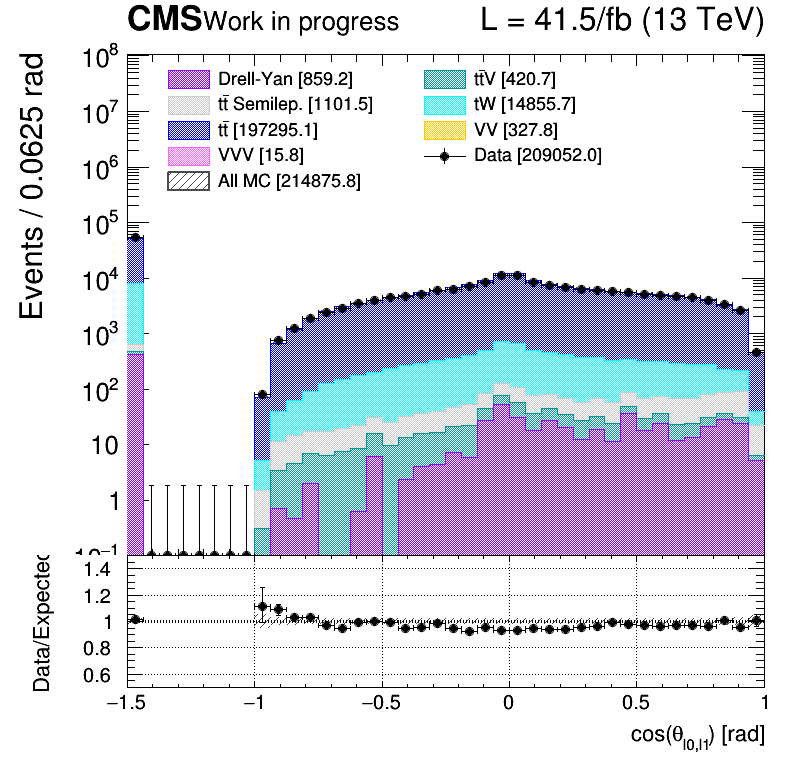 CMS Work in progress L = 41.5/fb (13 TeV)
Events / 0.0625 rad
10⁸
10⁷
10⁶
10⁵
10⁴
10³
10²
10
1
10⁻¹
Drell-Yan [859.2]
tt̄ Semilep. [1101.5]
tt̄ [197295.1]
VVV [15.8]
All MC [214875.8]
tt̄V [420.7]
tW [14855.7]
VV [327.8]
Data [209052.0]
Data/Expected
1.4
1.2
1
0.8
0.6
−1.5 −1 −0.5 0 0.5 1
cos(θ_l0,l1) [rad]